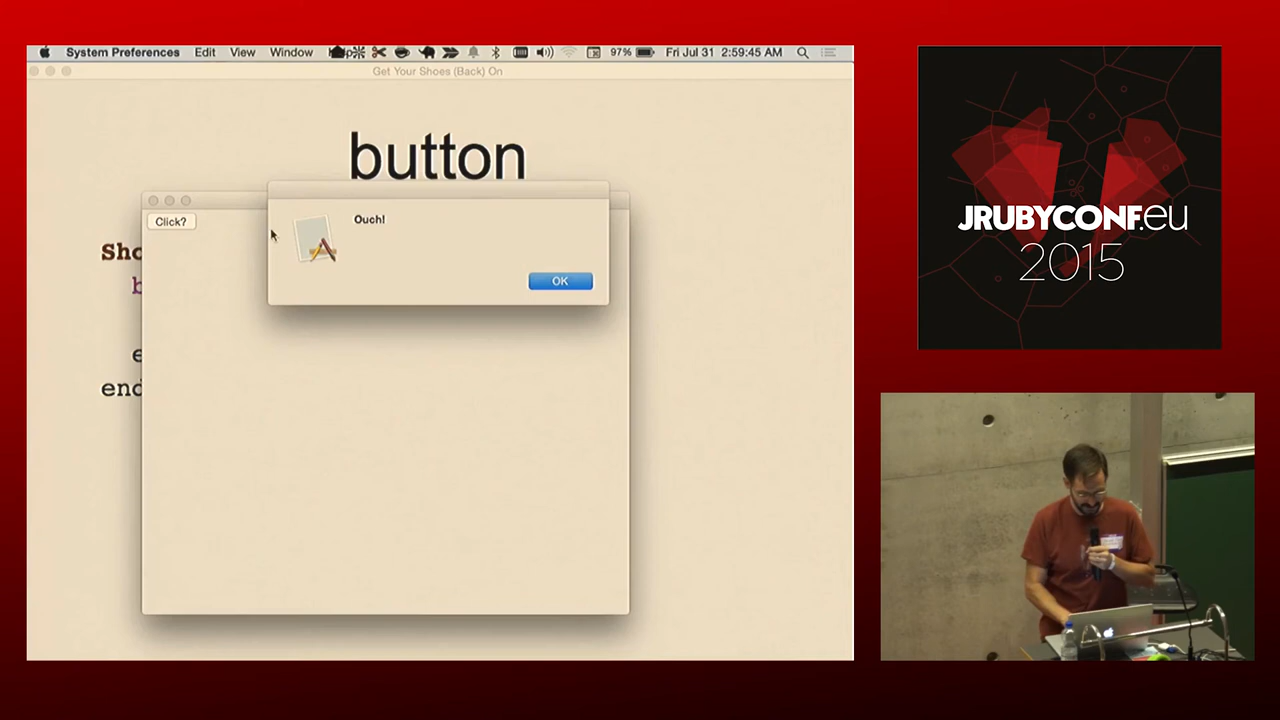 System Preferences Edit View Window 97% Fri Jul 31 2:59:45 AM
Get Your Shoes (Back) On
button
Ouch!
Click?
OK
Sho
b
e
end
JRUBYCONF.EU
2015